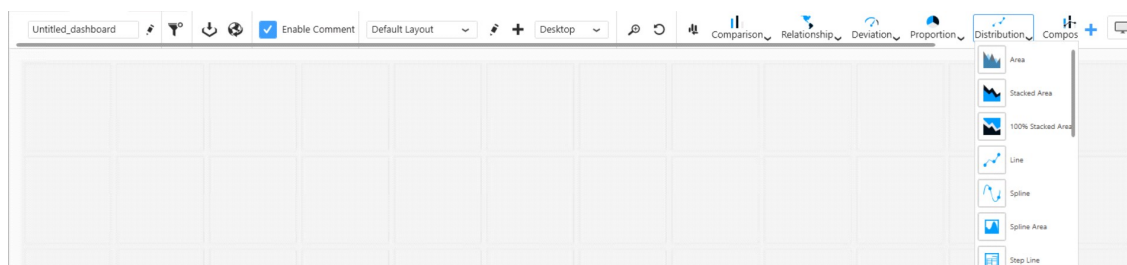 Untitled_dashboard Enable Comment Default Layout Desktop Comparison Relationship Deviation Proportion Distribution Compos
Area
Stacked Area
100% Stacked Area
Line
Spline
Spline Area
Step Line